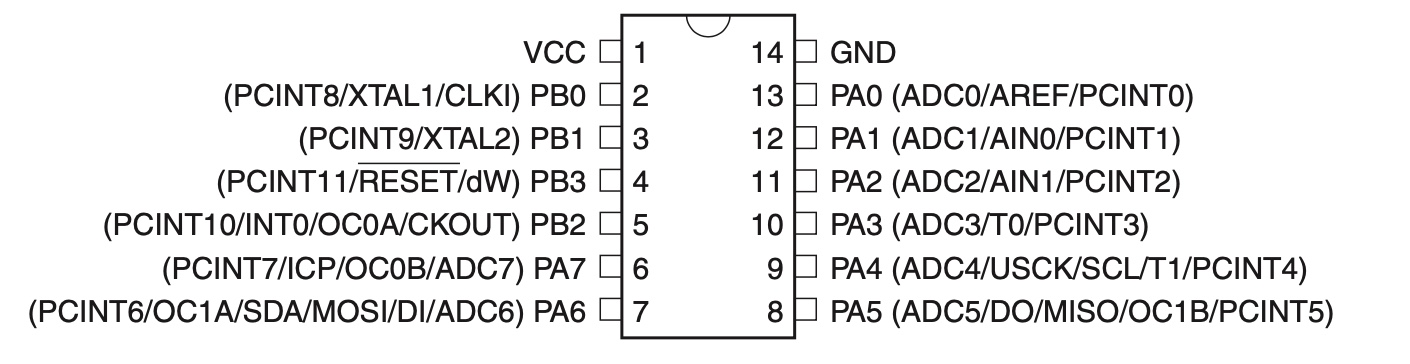 VCC 1 14 GND
(PCINT8/XTAL1/CLKI) PB0 2 13 PA0 (ADC0/AREF/PCINT0)
(PCINT9/XTAL2) PB1 3 12 PA1 (ADC1/AIN0/PCINT1)
(PCINT11/RESET/dW) PB3 4 11 PA2 (ADC2/AIN1/PCINT2)
(PCINT10/INT0/OC0A/CKOUT) PB2 5 10 PA3 (ADC3/T0/PCINT3)
(PCINT7/ICP/OC0B/ADC7) PA7 6 9 PA4 (ADC4/USCK/SCL/T1/PCINT4)
(PCINT6/OC1A/SDA/MOSI/DI/ADC6) PA6 7 8 PA5 (ADC5/DO/MISO/OC1B/PCINT5)